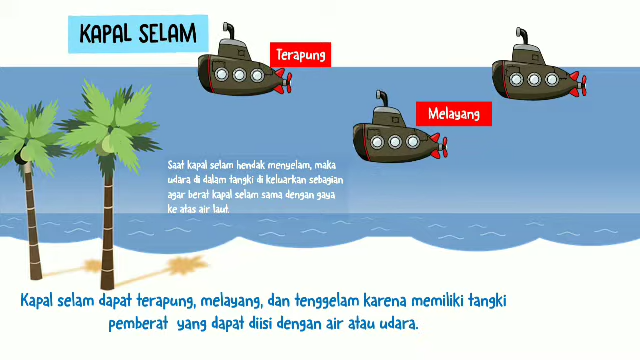 KAPAL SELAM
Terapung
Melayang
Saat kapal selam hendak menyelam, maka
udara di dalam tangki di keluarkan sebagian
agar berat kapal selam sama dengan gaya
ke atas air laut.
Kapal selam dapat terapung, melayang, dan tenggelam karena memiliki tangki
pemberat yang dapat diisi dengan air atau udara.